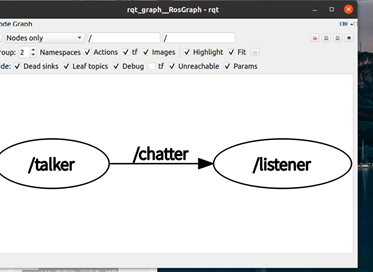 rqt_graph__RosGraph - rqt
ode Graph
Nodes only / /
roup: 2 Namespaces ✓ Actions ✓ tf ✓ Images ✓ Highlight ✓ Fit
ide: ✓ Dead sinks ✓ Leaf topics ✓ Debug tf ✓ Unreachable ✓ Params
/talker /chatter /listener